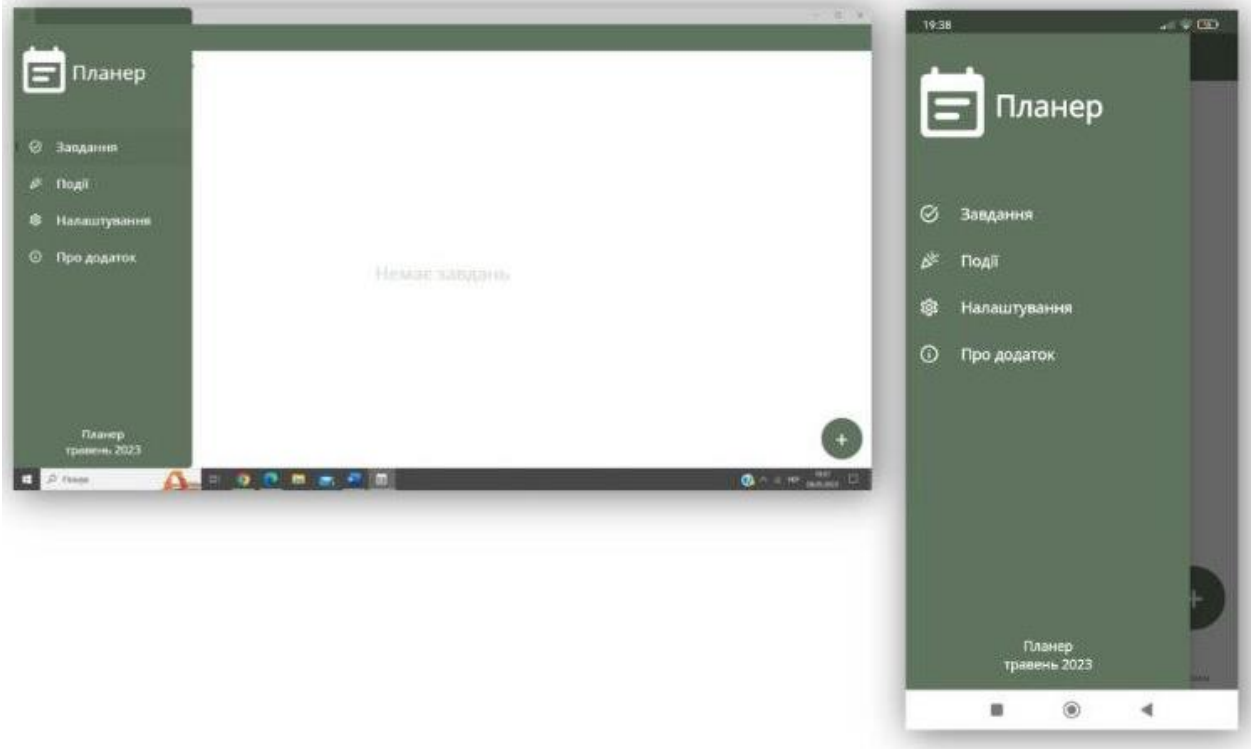 Планер
Завдання
Події
Налаштування
Про додаток
Немає завдань
Планер
травень 2023
Пошук
19:38
Планер
Завдання
Події
Налаштування
Про додаток
Планер
травень 2023